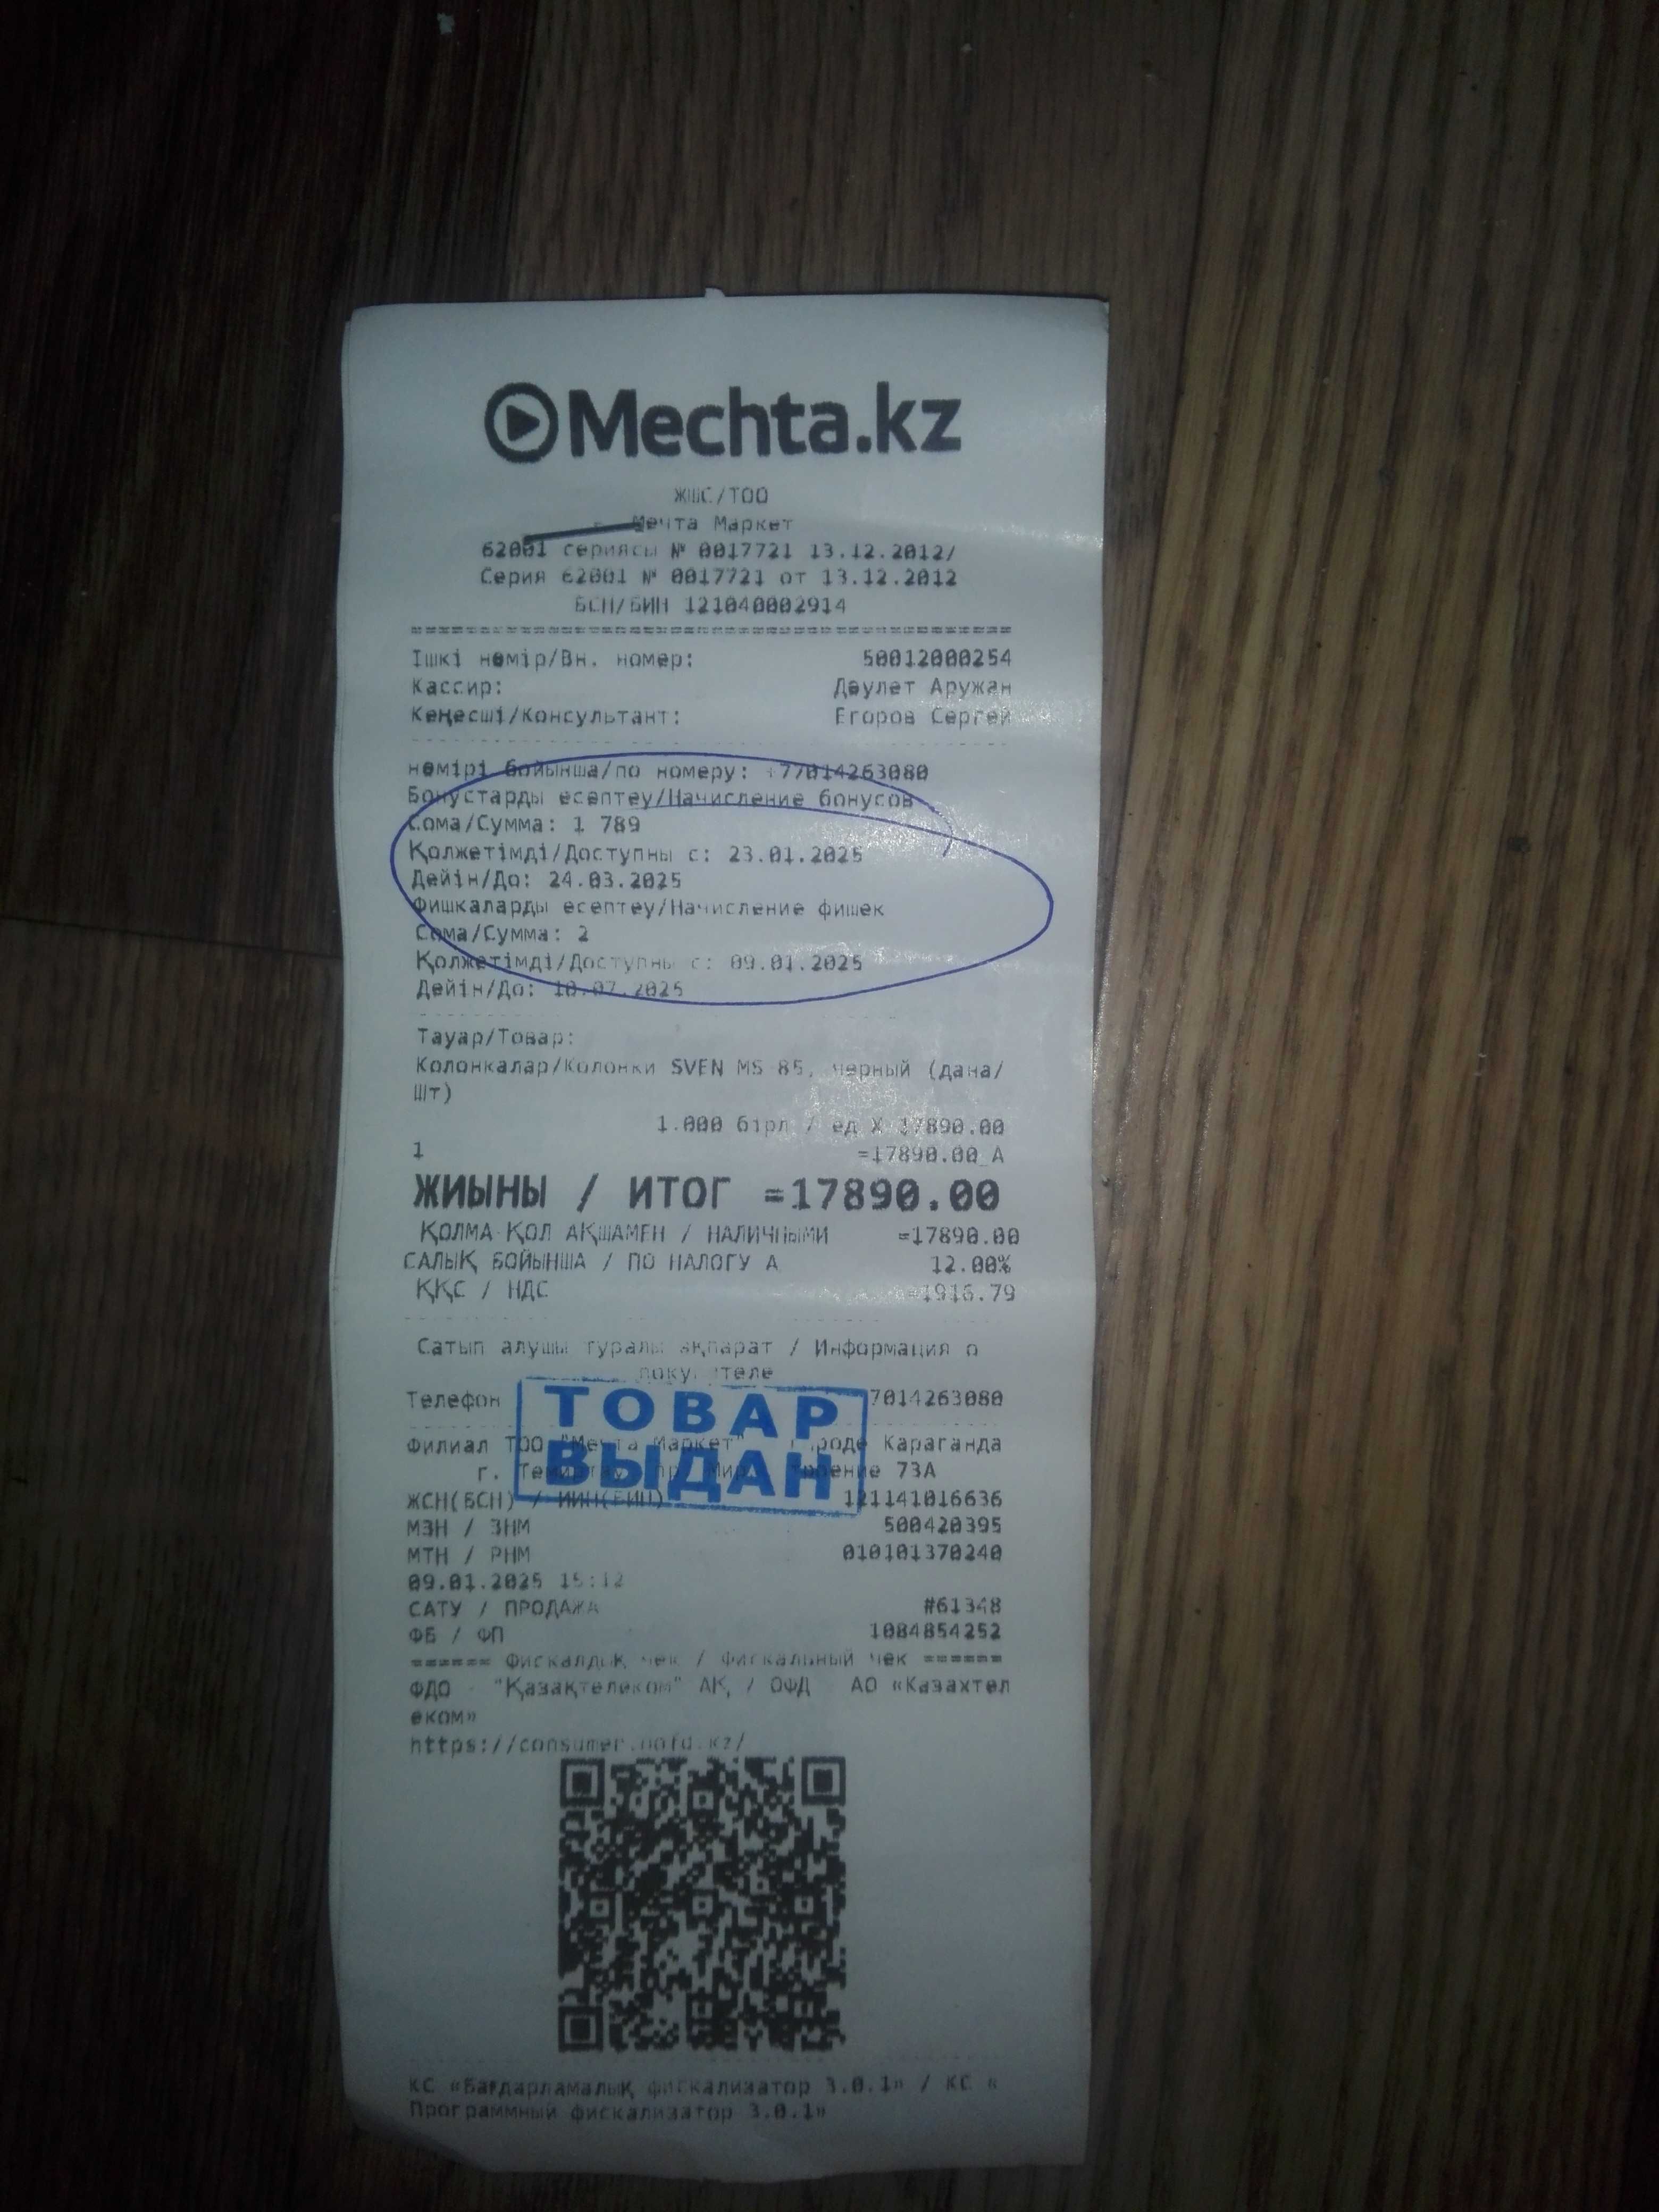 Mechta.kz
ЖШС/ТОО
Мечта Маркет
62001 сериясы № 0017721 13.12.2012/
Серия 62001 № 0017721 от 13.12.2012
БСН/БИН 121040002914
========================================
Ішкі нөмір/Вн. номер: 50012000254
Кассир: Дәулет Аружан
Кеңесші/Консультант: Егоров Сергей
нөмірі бойынша/по номеру: +77014263080
Бонустарды есептеу/Начисление бонусов
Сома/Сумма: 1 789
Қолжетімді/Доступны с: 23.01.2025
Дейін/До: 24.03.2025
Фишкаларды есептеу/Начисление фишек
Сома/Сумма: 2
Қолжетімді/Доступны с: 09.01.2025
Дейін/До: 10.07.2025
Тауар/Товар:
Колонкалар/Колонки SVEN MS-85, черный (дана/
шт)
1.000 бірл / ед X 17890.00
1 =17890.00 А
ЖИЫНЫ / ИТОГ =17890.00
ҚОЛМА-ҚОЛ АҚШАМЕН / НАЛИЧНЫМИ =17890.00
САЛЫҚ БОЙЫНША / ПО НАЛОГУ А 12.00%
ҚҚС / НДС =1916.79
Сатып алушы туралы ақпарат / Информация о
покупателе
Телефон 7014263080
ТОВАР
ВЫДАН
Филиал ТОО "Мечта Маркет" городе Караганда
г. Темиртау, пр. Мира, строение 73А
ЖСН(БСН) / ИИН(БИН) 121141016636
МЗН / ЗНМ 500420395
МТН / РНМ 010101370240
09.01.2025 15:12
САТУ / ПРОДАЖА #61348
ФБ / ФП 1084854252
====== Фискалдық чек / Фискальный чек ======
ФДО - "Қазақтелеком" АҚ / ОФД - АО «Казахтел
еком»
https://consumer.oofd.kz/
КС «Бағдарламалық фискализатор 3.0.1» / КС «
Программный фискализатор 3.0.1»